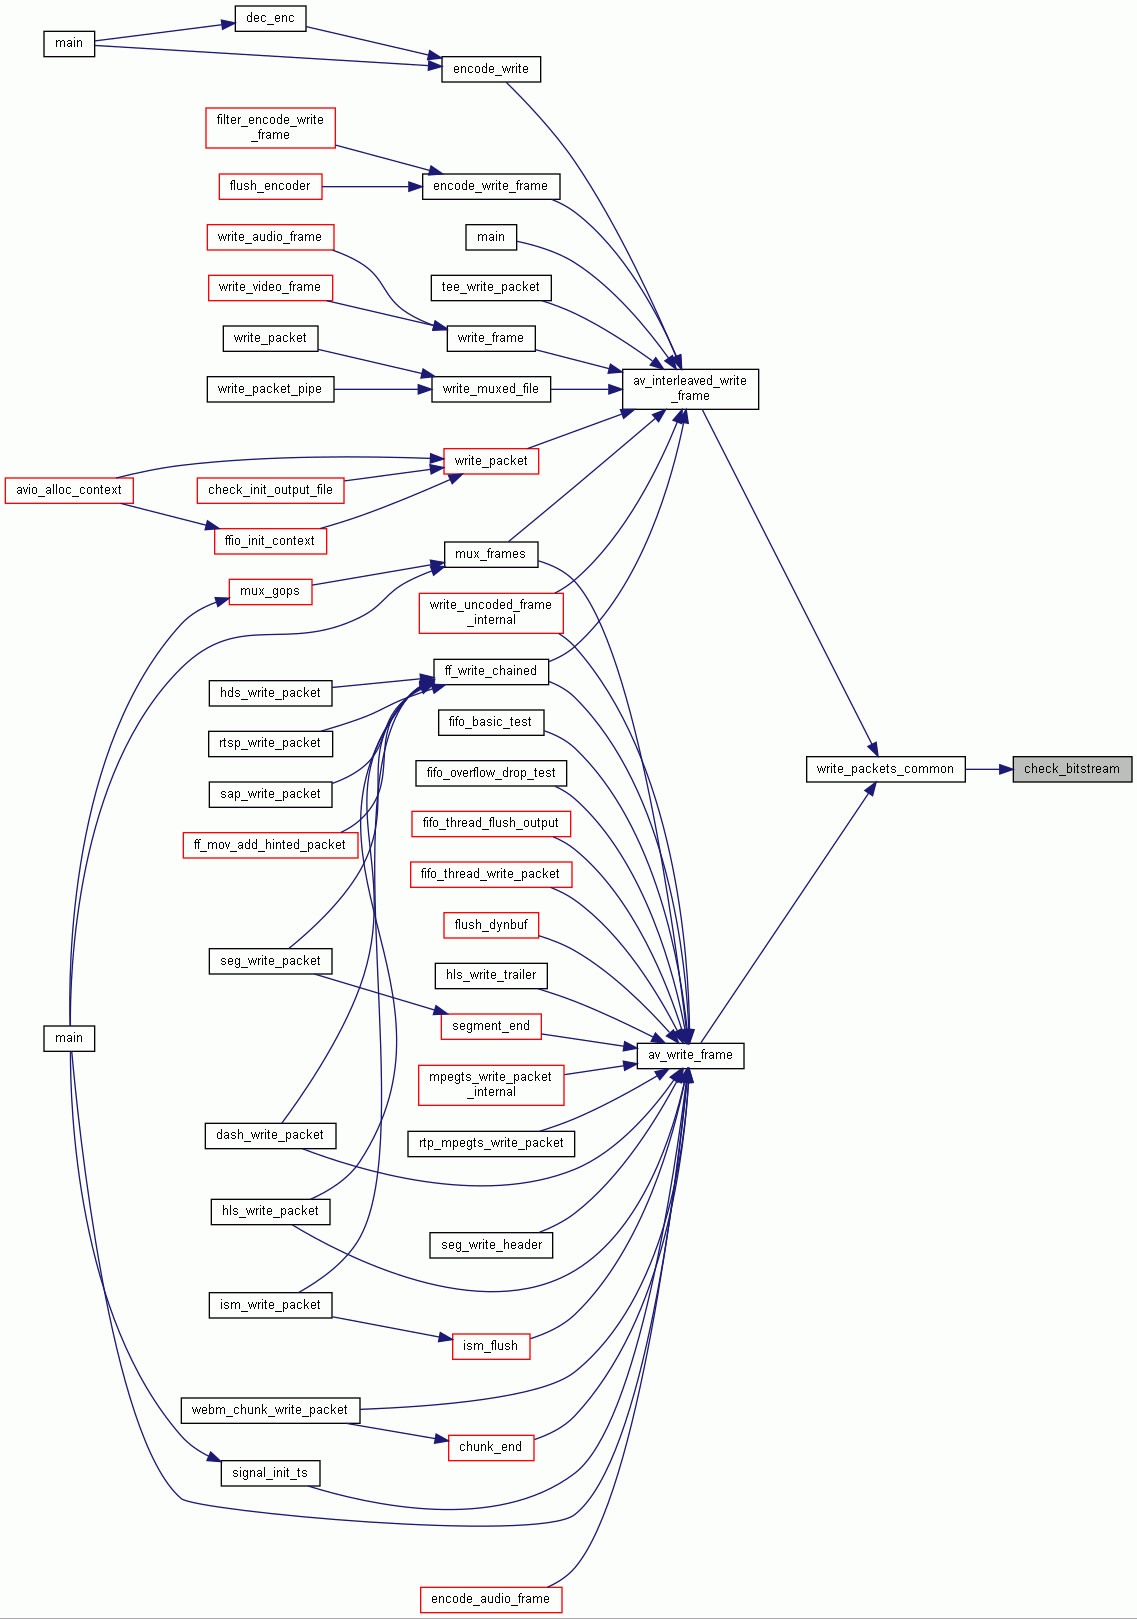 dec_enc
main
encode_write
filter_encode_write
_frame
flush_encoder
encode_write_frame
write_audio_frame
main
write_video_frame
tee_write_packet
write_packet
write_frame
write_packet_pipe
write_muxed_file
av_interleaved_write
_frame
write_packet
avio_alloc_context
check_init_output_file
ffio_init_context
mux_frames
mux_gops
write_uncoded_frame
_internal
ff_write_chained
hds_write_packet
fifo_basic_test
rtsp_write_packet
fifo_overflow_drop_test
write_packets_common
check_bitstream
sap_write_packet
fifo_thread_flush_output
ff_mov_add_hinted_packet
fifo_thread_write_packet
flush_dynbuf
seg_write_packet
hls_write_trailer
segment_end
main
av_write_frame
mpegts_write_packet
_internal
dash_write_packet
rtp_mpegts_write_packet
hls_write_packet
seg_write_header
ism_write_packet
ism_flush
webm_chunk_write_packet
chunk_end
signal_init_ts
encode_audio_frame